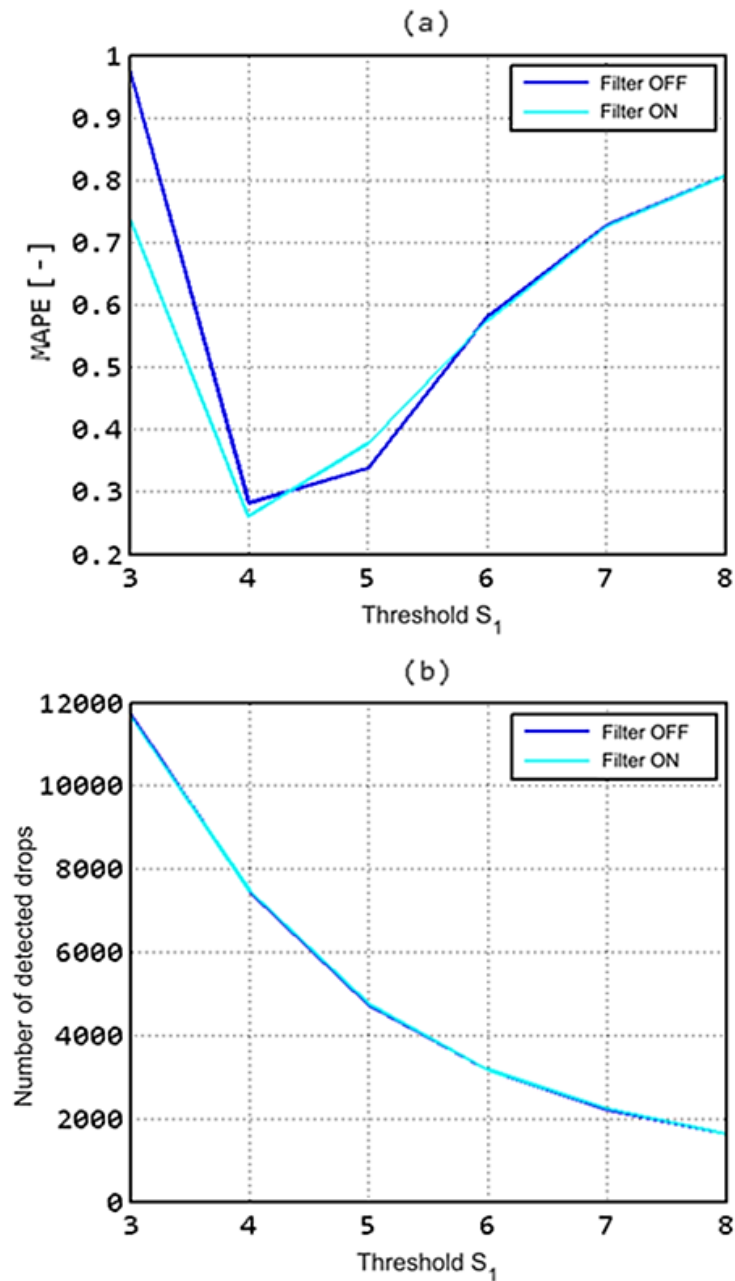 (a)
1
0.9
0.8
0.7
0.6
0.5
0.4
0.3
0.2
MAPE [-]
Filter OFF
Filter ON
3 4 5 6 7 8
Threshold S1
(b)
12000
10000
8000
6000
4000
2000
0
Number of detected drops
Filter OFF
Filter ON
3 4 5 6 7 8
Threshold S1